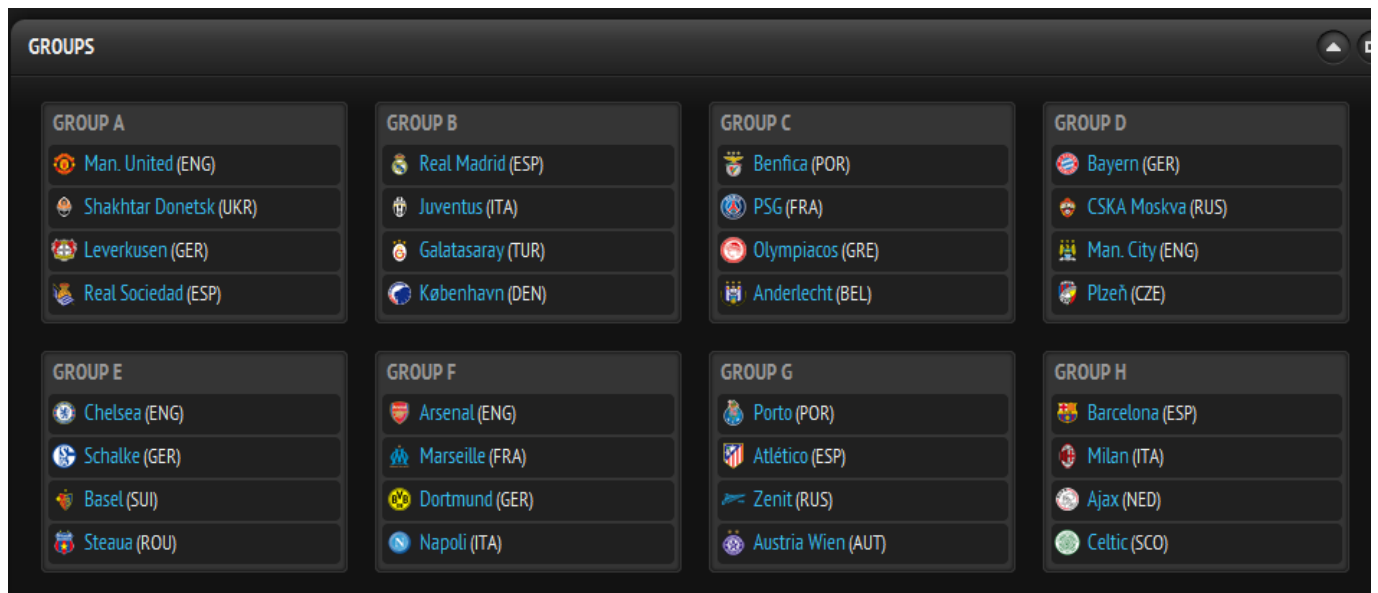 GROUPS
GROUP A
Man. United (ENG)
Shakhtar Donetsk (UKR)
Leverkusen (GER)
Real Sociedad (ESP)
GROUP B
Real Madrid (ESP)
Juventus (ITA)
Galatasaray (TUR)
København (DEN)
GROUP C
Benfica (POR)
PSG (FRA)
Olympiacos (GRE)
Anderlecht (BEL)
GROUP D
Bayern (GER)
CSKA Moskva (RUS)
Man. City (ENG)
Plzeň (CZE)
GROUP E
Chelsea (ENG)
Schalke (GER)
Basel (SUI)
Steaua (ROU)
GROUP F
Arsenal (ENG)
Marseille (FRA)
Dortmund (GER)
Napoli (ITA)
GROUP G
Porto (POR)
Atlético (ESP)
Zenit (RUS)
Austria Wien (AUT)
GROUP H
Barcelona (ESP)
Milan (ITA)
Ajax (NED)
Celtic (SCO)